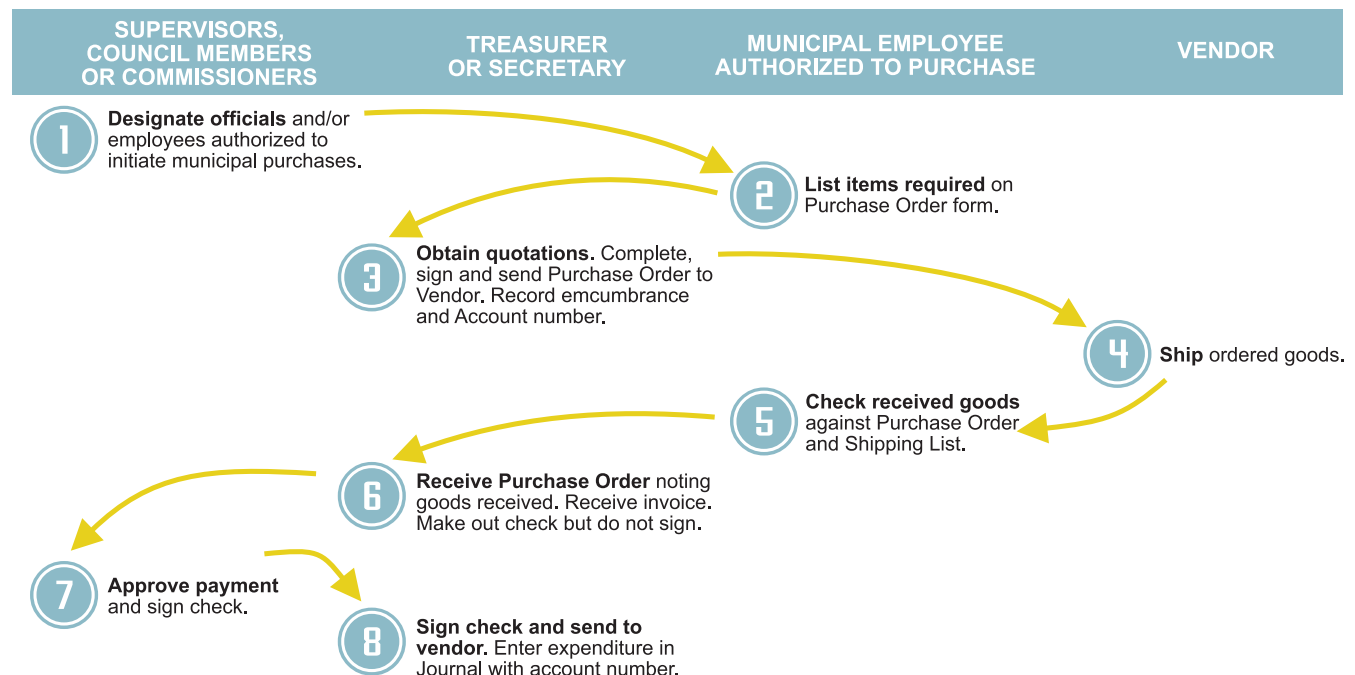 SUPERVISORS,
COUNCIL MEMBERS
OR COMMISSIONERS
TREASURER
OR SECRETARY
MUNICIPAL EMPLOYEE
AUTHORIZED TO PURCHASE
VENDOR
1
Designate officials and/or
employees authorized to
initiate municipal purchases.
2
List items required on
Purchase Order form.
3
Obtain quotations. Complete,
sign and send Purchase Order to
Vendor. Record emcumbrance
and Account number.
4
Ship ordered goods.
5
Check received goods
against Purchase Order
and Shipping List.
6
Receive Purchase Order noting
goods received. Receive invoice.
Make out check but do not sign.
7
Approve payment
and sign check.
8
Sign check and send to
vendor. Enter expenditure in
Journal with account number.